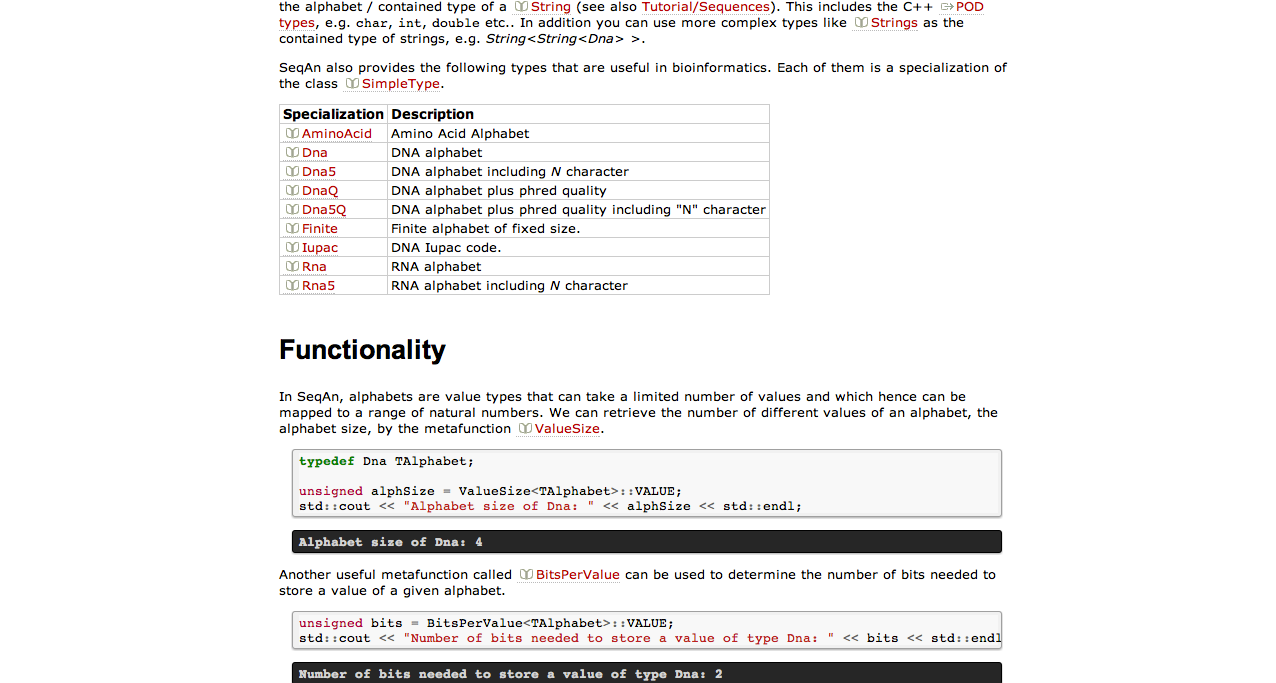 the alphabet / contained type of a String (see also Tutorial/Sequences). This includes the C++ POD
types, e.g. char, int, double etc.. In addition you can use more complex types like Strings as the
contained type of strings, e.g. String<String<Dna> >.
SeqAn also provides the following types that are useful in bioinformatics. Each of them is a specialization of
the class SimpleType.
Specialization Description
AminoAcid Amino Acid Alphabet
Dna DNA alphabet
Dna5 DNA alphabet including N character
DnaQ DNA alphabet plus phred quality
Dna5Q DNA alphabet plus phred quality including "N" character
Finite Finite alphabet of fixed size.
Iupac DNA Iupac code.
Rna RNA alphabet
Rna5 RNA alphabet including N character
Functionality
In SeqAn, alphabets are value types that can take a limited number of values and which hence can be
mapped to a range of natural numbers. We can retrieve the number of different values of an alphabet, the
alphabet size, by the metafunction ValueSize.
typedef Dna TAlphabet;
unsigned alphSize = ValueSize<TAlphabet>::VALUE;
std::cout << "Alphabet size of Dna: " << alphSize << std::endl;
Alphabet size of Dna: 4
Another useful metafunction called BitsPerValue can be used to determine the number of bits needed to
store a value of a given alphabet.
unsigned bits = BitsPerValue<TAlphabet>::VALUE;
std::cout << "Number of bits needed to store a value of type Dna: " << bits << std::endl
Number of bits needed to store a value of type Dna: 2